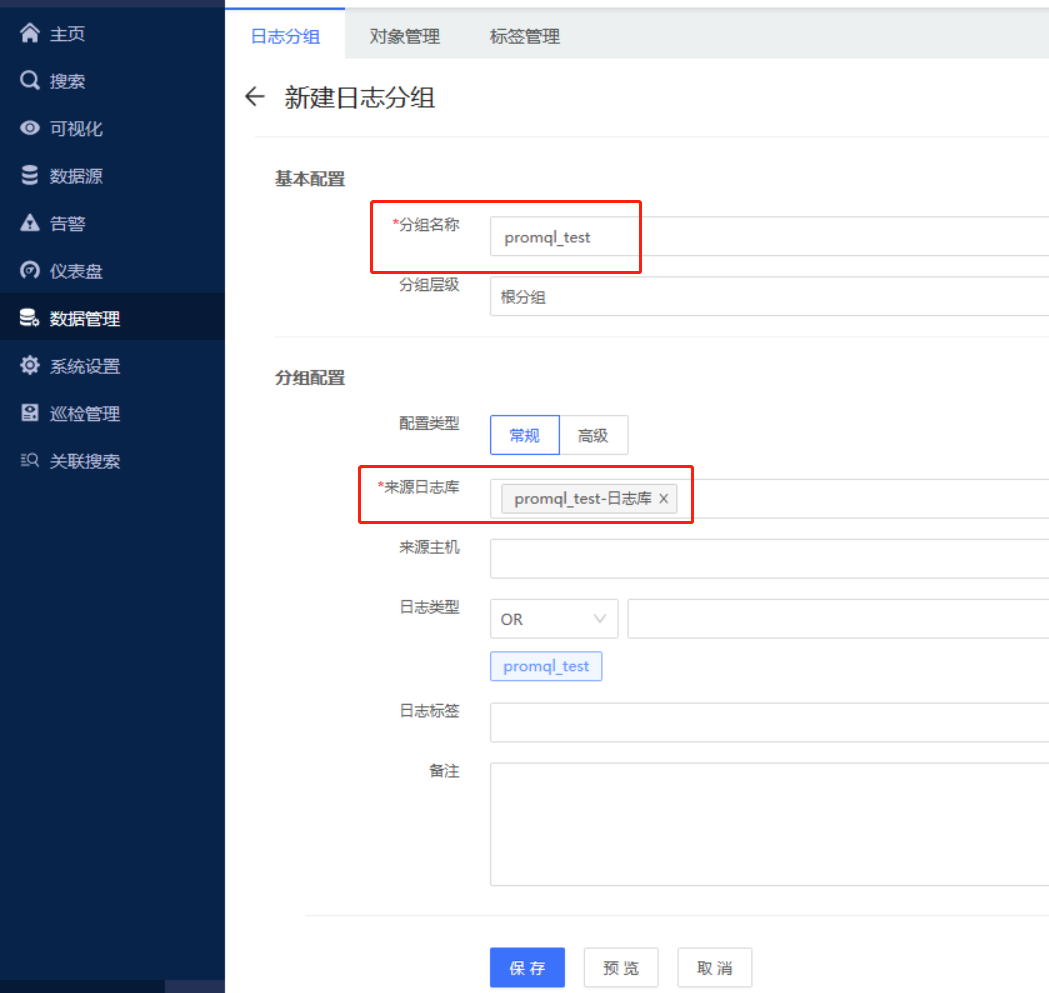 主页
搜索
可视化
数据源
告警
仪表盘
数据管理
系统设置
巡检管理
关联搜索
日志分组 对象管理 标签管理
新建日志分组
基本配置
*分组名称 promql_test
分组层级 根分组
分组配置
配置类型 常规 高级
*来源日志库 promql_test-日志库 x
来源主机
日志类型 OR
promql_test
日志标签
备注
保存 预览 取消